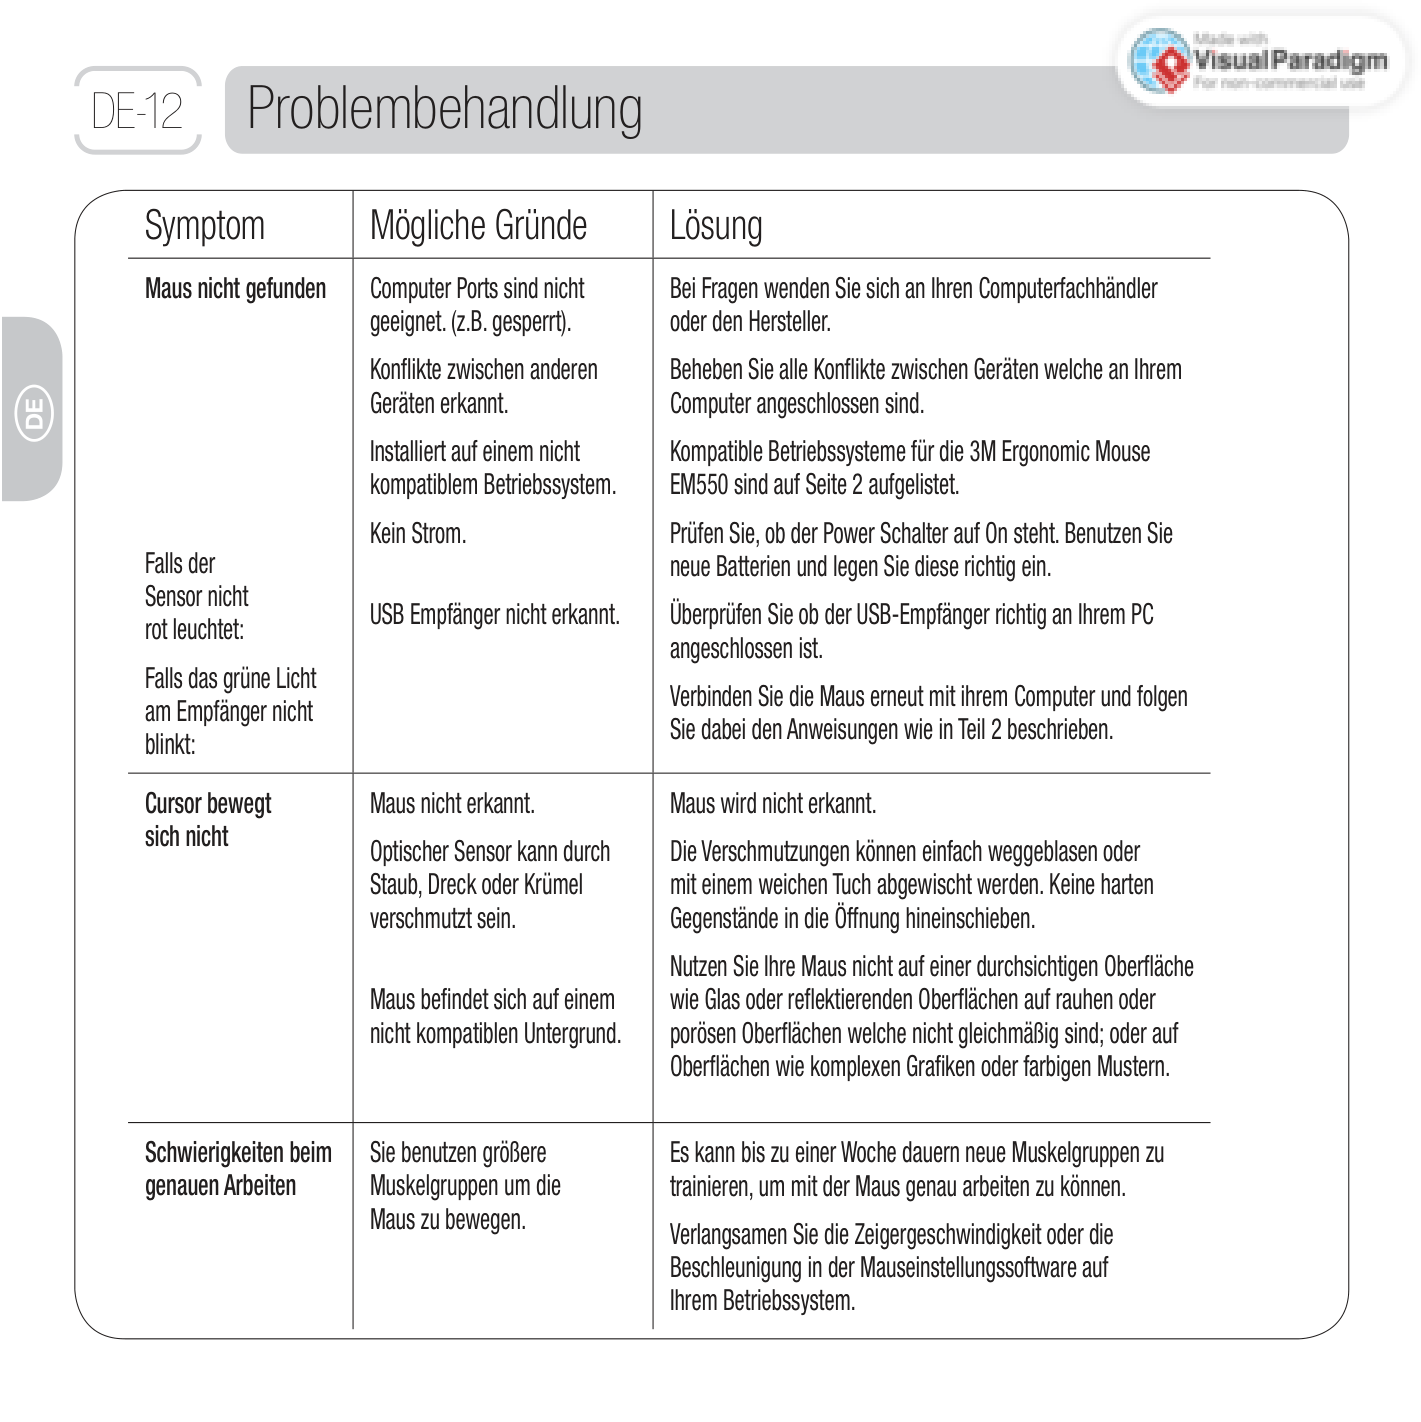 Made with
VisualParadigm
For non-commercial use
DE-12
Problembehandlung
DE
Symptom
Mögliche Gründe
Lösung
Maus nicht gefunden
Computer Ports sind nicht
geeignet. (z.B. gesperrt).
Bei Fragen wenden Sie sich an Ihren Computerfachhändler
oder den Hersteller.
Konflikte zwischen anderen
Geräten erkannt.
Beheben Sie alle Konflikte zwischen Geräten welche an Ihrem
Computer angeschlossen sind.
Installiert auf einem nicht
kompatiblem Betriebssystem.
Kompatible Betriebssysteme für die 3M Ergonomic Mouse
EM550 sind auf Seite 2 aufgelistet.
Falls der
Sensor nicht
rot leuchtet:
Kein Strom.
Prüfen Sie, ob der Power Schalter auf On steht. Benutzen Sie
neue Batterien und legen Sie diese richtig ein.
Falls das grüne Licht
am Empfänger nicht
blinkt:
USB Empfänger nicht erkannt.
Überprüfen Sie ob der USB-Empfänger richtig an Ihrem PC
angeschlossen ist.
Verbinden Sie die Maus erneut mit ihrem Computer und folgen
Sie dabei den Anweisungen wie in Teil 2 beschrieben.
Cursor bewegt
sich nicht
Maus nicht erkannt.
Maus wird nicht erkannt.
Optischer Sensor kann durch
Staub, Dreck oder Krümel
verschmutzt sein.
Die Verschmutzungen können einfach weggeblasen oder
mit einem weichen Tuch abgewischt werden. Keine harten
Gegenstände in die Öffnung hineinschieben.
Maus befindet sich auf einem
nicht kompatiblen Untergrund.
Nutzen Sie Ihre Maus nicht auf einer durchsichtigen Oberfläche
wie Glas oder reflektierenden Oberflächen auf rauhen oder
porösen Oberflächen welche nicht gleichmäßig sind; oder auf
Oberflächen wie komplexen Grafiken oder farbigen Mustern.
Schwierigkeiten beim
genauen Arbeiten
Sie benutzen größere
Muskelgruppen um die
Maus zu bewegen.
Es kann bis zu einer Woche dauern neue Muskelgruppen zu
trainieren, um mit der Maus genau arbeiten zu können.
Verlangsamen Sie die Zeigergeschwindigkeit oder die
Beschleunigung in der Mauseinstellungssoftware auf
Ihrem Betriebssystem.